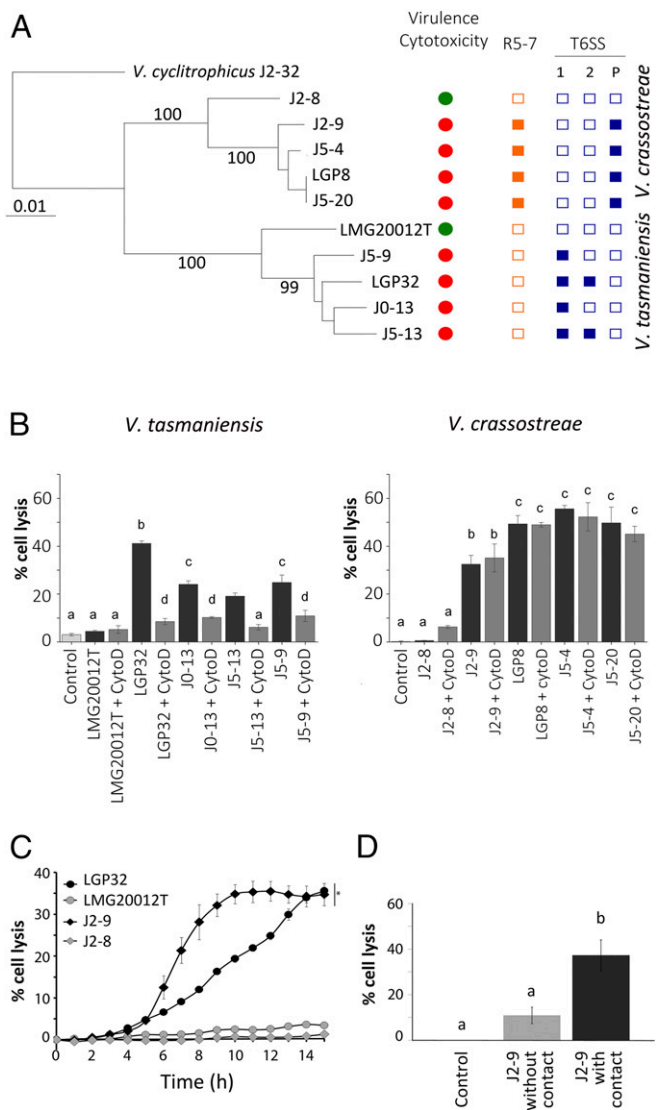 A
Virulence
Cytotoxicity
R5-7
T6SS
1 2 P
V. cyclitrophicus J2-32
J2-8
J2-9
J5-4
LGP8
J5-20
LMG20012T
J5-9
LGP32
J0-13
J5-13
100
100
100
99
0.01
V. crassostreae
V. tasmaniensis
B
V. tasmaniensis
% cell lysis
60
40
20
0
a a a b d c d c a c d
Control
LMG20012T
LMG20012T + CytoD
LGP32
LGP32 + CytoD
J0-13
J0-13 + CytoD
J5-13
J5-13 + CytoD
J5-9
J5-9 + CytoD
V. crassostreae
% cell lysis
60
40
20
0
a a a b b c c c c c c
Control
J2-8
J2-8 + CytoD
J2-9
J2-9 + CytoD
LGP8
LGP8 + cytoD
J5-4
J5-4 + CytoD
J5-20
J5-20 + CytoD
C
LGP32
LMG20012T
J2-9
J2-8
% cell lysis
40
30
20
10
0
0 2 4 6 8 10 12 14
Time (h)
*
D
% cell lysis
60
40
20
0
a a b
Control
J2-9
without
contact
J2-9
with
contact